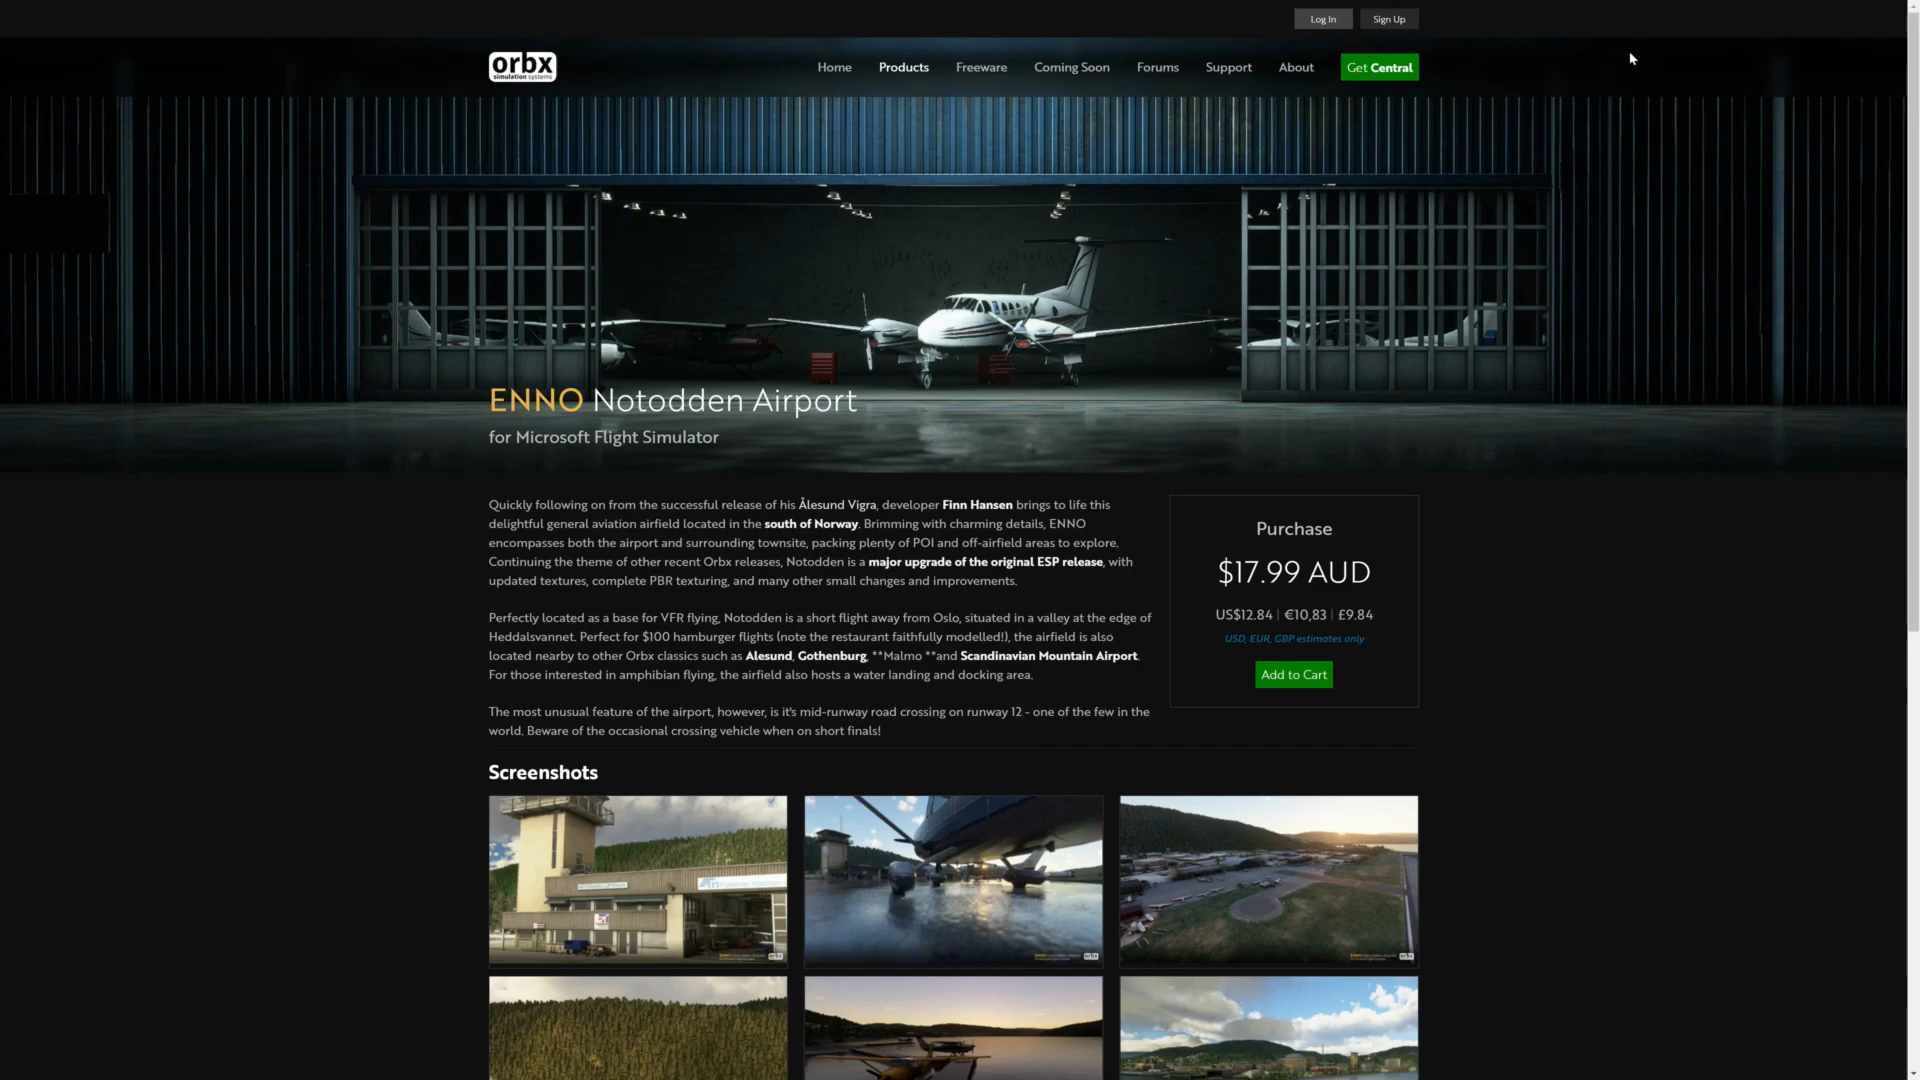 Log In
Sign Up
orbx
simulation systems
Home
Products
Freeware
Coming Soon
Forums
Support
About
Get Central
ENNO Notodden Airport
for Microsoft Flight Simulator
Quickly following on from the successful release of his Ålesund Vigra, developer Finn Hansen brings to life this
delightful general aviation airfield located in the south of Norway. Brimming with charming details, ENNO
encompasses both the airport and surrounding townsite, packing plenty of POI and off-airfield areas to explore.
Continuing the theme of other recent Orbx releases, Notodden is a major upgrade of the original ESP release, with
updated textures, complete PBR texturing, and many other small changes and improvements.
Perfectly located as a base for VFR flying, Notodden is a short flight away from Oslo, situated in a valley at the edge of
Heddalsvannet. Perfect for $100 hamburger flights (note the restaurant faithfully modelled!), the airfield is also
located nearby to other Orbx classics such as Alesund, Gothenburg, **Malmo **and Scandinavian Mountain Airport.
For those interested in amphibian flying, the airfield also hosts a water landing and docking area.
The most unusual feature of the airport, however, is it's mid-runway road crossing on runway 12 - one of the few in the
world. Beware of the occasional crossing vehicle when on short finals!
Purchase
$17.99 AUD
US$12.84 | €10,83 | £9.84
USD, EUR, GBP estimates only
Add to Cart
Screenshots
orbx
orbx
orbx